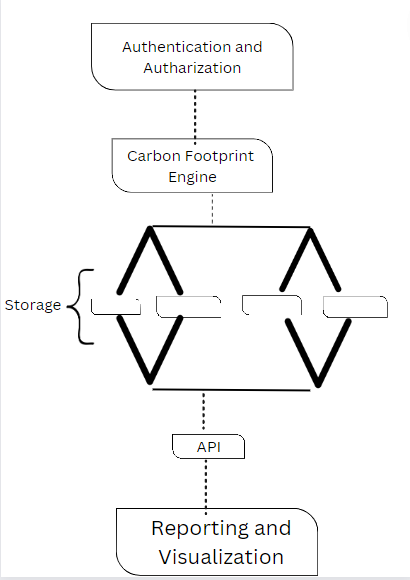 Authentication and
Autharization
Carbon Footprint
Engine
Storage
API
Reporting and
Visualization